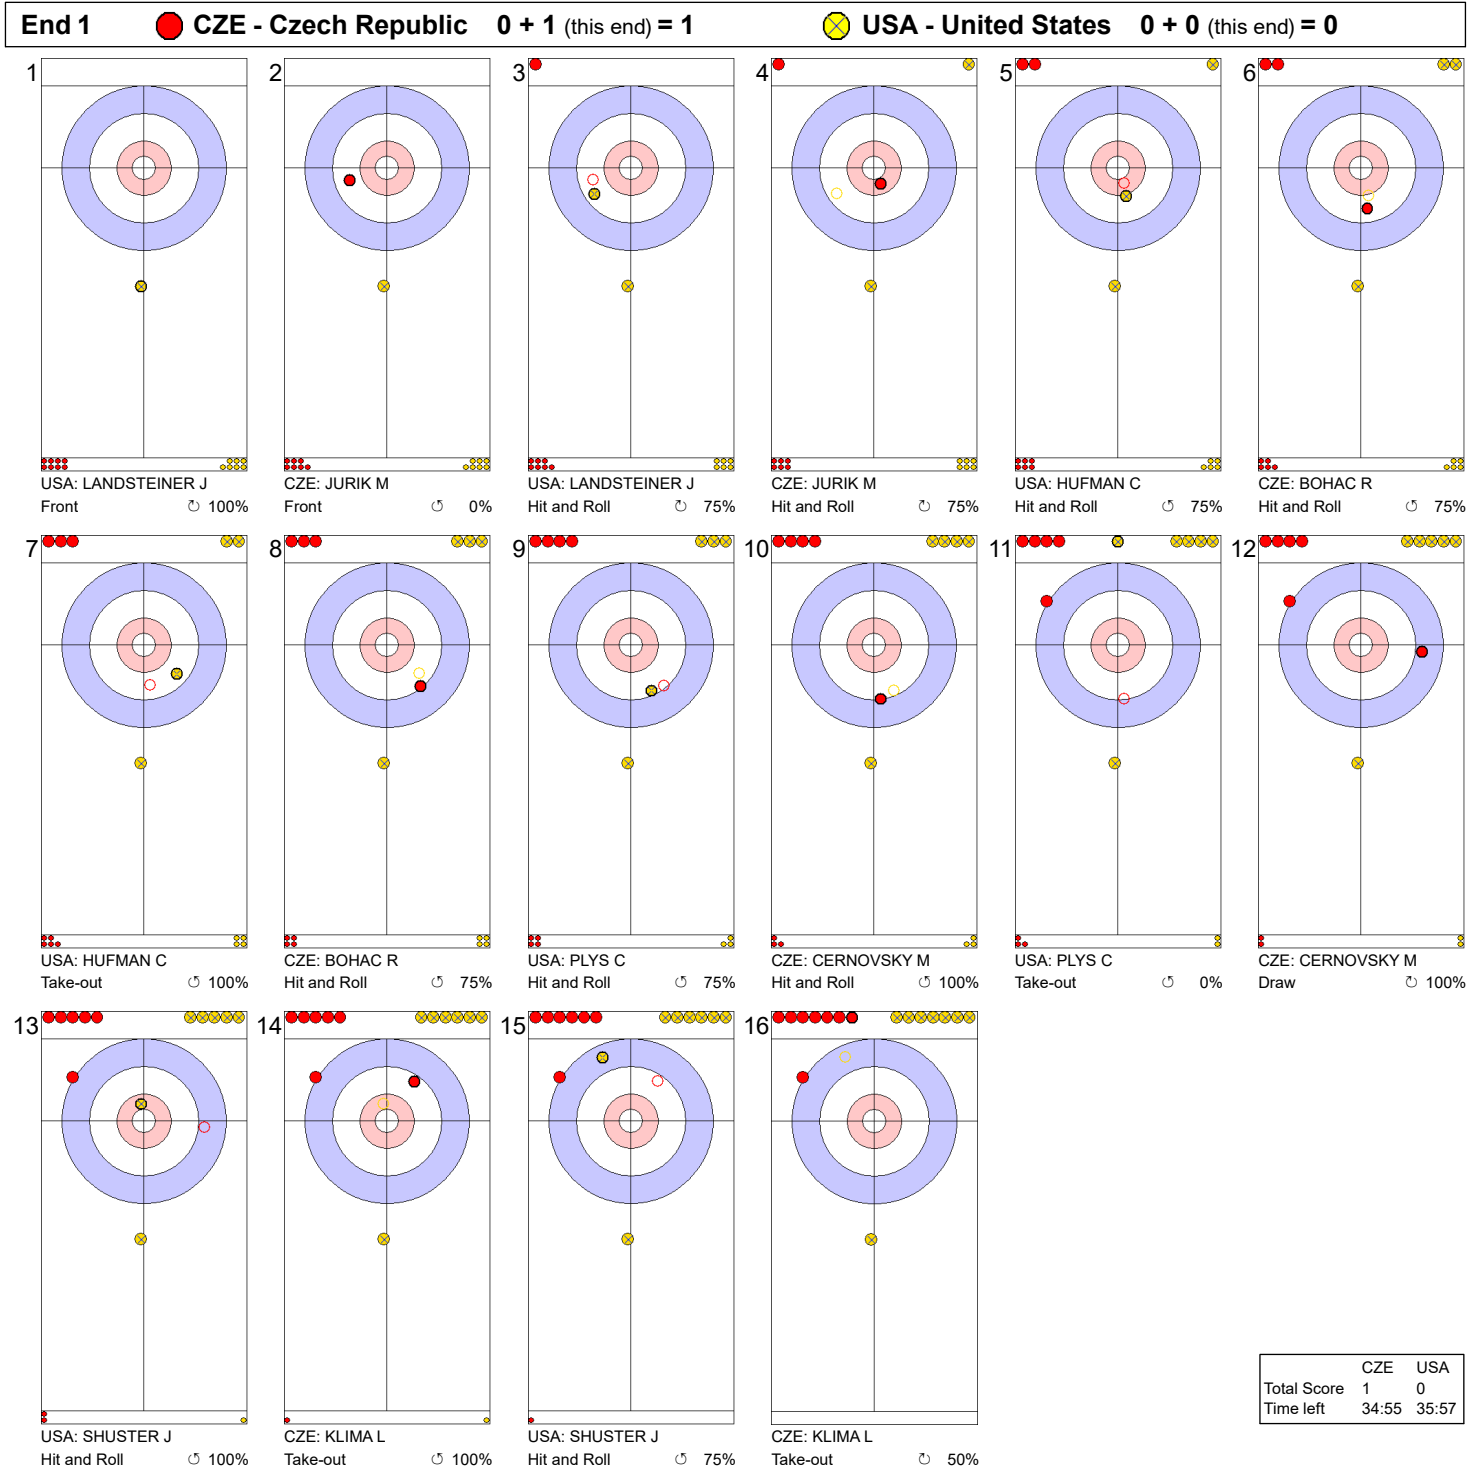 End 1 CZE - Czech Republic 0 + 1 (this end) = 1 USA - United States 0 + 0 (this end) = 0
1 2 3 4 5 6
USA: LANDSTEINER J CZE: JURIK M USA: LANDSTEINER J CZE: JURIK M USA: HUFMAN C CZE: BOHAC R
Front ↻ 100% Front ↺ 0% Hit and Roll ↺ 75% Hit and Roll ↺ 75% Hit and Roll ↺ 75% Hit and Roll ↺ 75%
7 8 9 10 11 12
USA: HUFMAN C CZE: BOHAC R USA: PLYS C CZE: CERNOVSKY M USA: PLYS C CZE: CERNOVSKY M
Take-out ↺ 100% Hit and Roll ↺ 75% Hit and Roll ↺ 75% Hit and Roll ↺ 100% Take-out ↺ 0% Draw ↻ 100%
13 14 15 16
USA: SHUSTER J CZE: KLIMA L USA: SHUSTER J CZE: KLIMA L
Hit and Roll ↺ 100% Take-out ↺ 100% Hit and Roll ↺ 75% Take-out ↻ 50%
CZE USA
Total Score 1 0
Time left 34:55 35:57